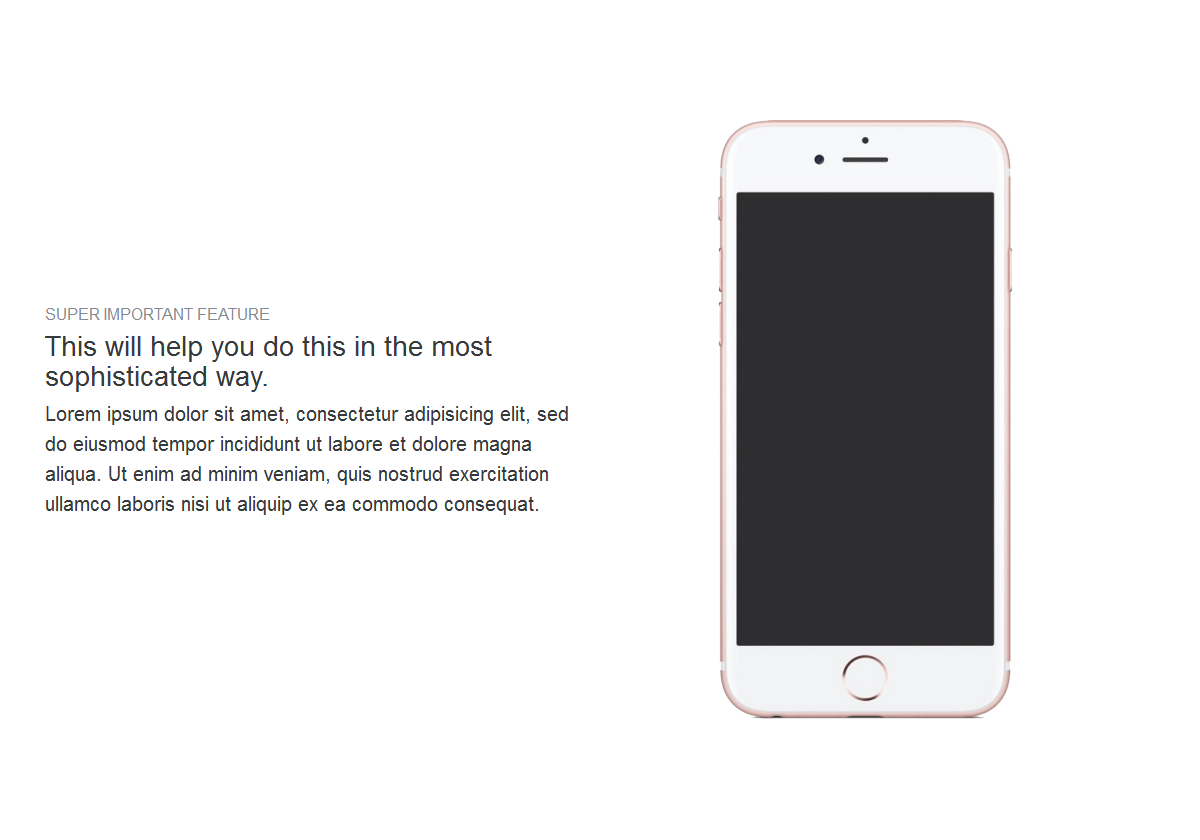 SUPER IMPORTANT FEATURE
This will help you do this in the most
sophisticated way.
Lorem ipsum dolor sit amet, consectetur adipisicing elit, sed
do eiusmod tempor incididunt ut labore et dolore magna
aliqua. Ut enim ad minim veniam, quis nostrud exercitation
ullamco laboris nisi ut aliquip ex ea commodo consequat.